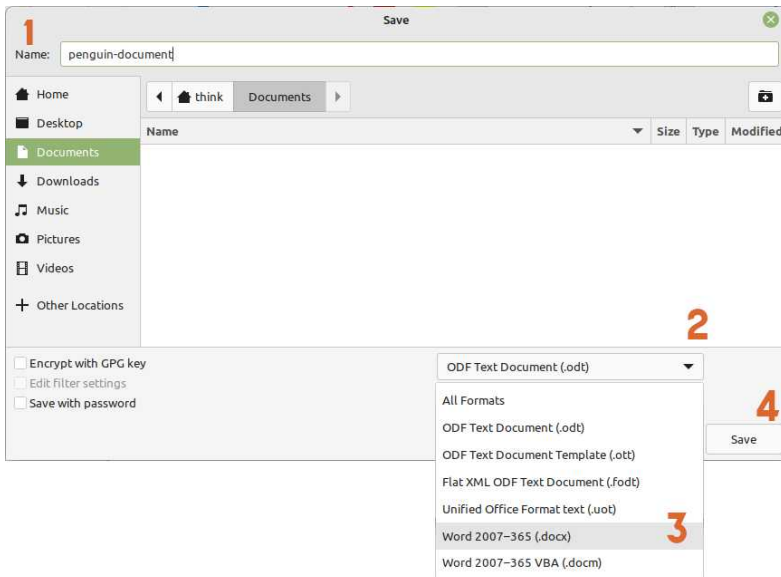 Save
1
Name: penguin-document
Home
think Documents
Desktop
Name Size Type Modified
Documents
Downloads
Music
Pictures
Videos
Other Locations
2
Encrypt with GPG key
ODF Text Document (.odt)
Edit filter settings
Save with password
All Formats
4
ODF Text Document (.odt)
Save
ODF Text Document Template (.ott)
Flat XML ODF Text Document (.fodt)
Unified Office Format text (.uot)
3
Word 2007–365 (.docx)
Word 2007–365 VBA (.docm)